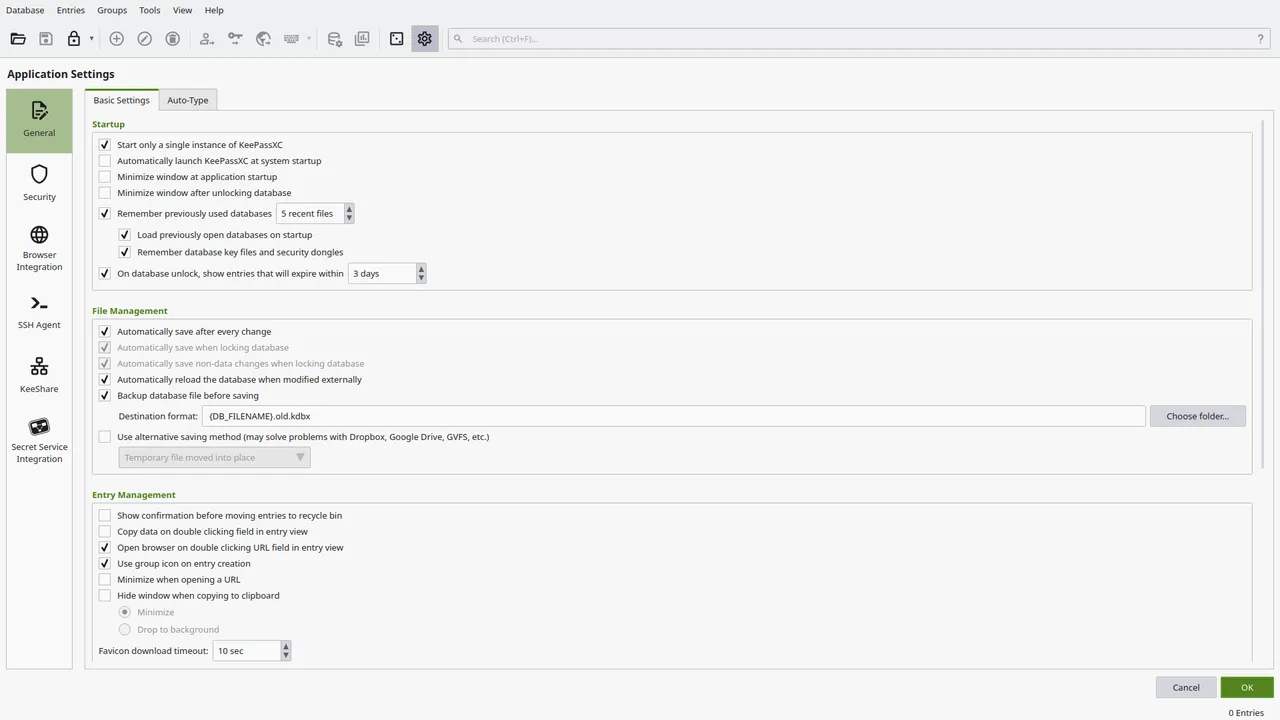 Database Entries Groups Tools View Help
Search (Ctrl+F)... ?
Application Settings
General
Security
Browser
Integration
SSH Agent
KeeShare
Secret Service
Integration
Basic Settings Auto-Type
Startup
Start only a single instance of KeePassXC
Automatically launch KeePassXC at system startup
Minimize window at application startup
Minimize window after unlocking database
Remember previously used databases 5 recent files
Load previously open databases on startup
Remember database key files and security dongles
On database unlock, show entries that will expire within 3 days
File Management
Automatically save after every change
Automatically save when locking database
Automatically save non-data changes when locking database
Automatically reload the database when modified externally
Backup database file before saving
Destination format: {DB_FILENAME}.old.kdbx Choose folder...
Use alternative saving method (may solve problems with Dropbox, Google Drive, GVFS, etc.)
Temporary file moved into place
Entry Management
Show confirmation before moving entries to recycle bin
Copy data on double clicking field in entry view
Open browser on double clicking URL field in entry view
Use group icon on entry creation
Minimize when opening a URL
Hide window when copying to clipboard
Minimize
Drop to background
Favicon download timeout: 10 sec
Cancel OK
0 Entries